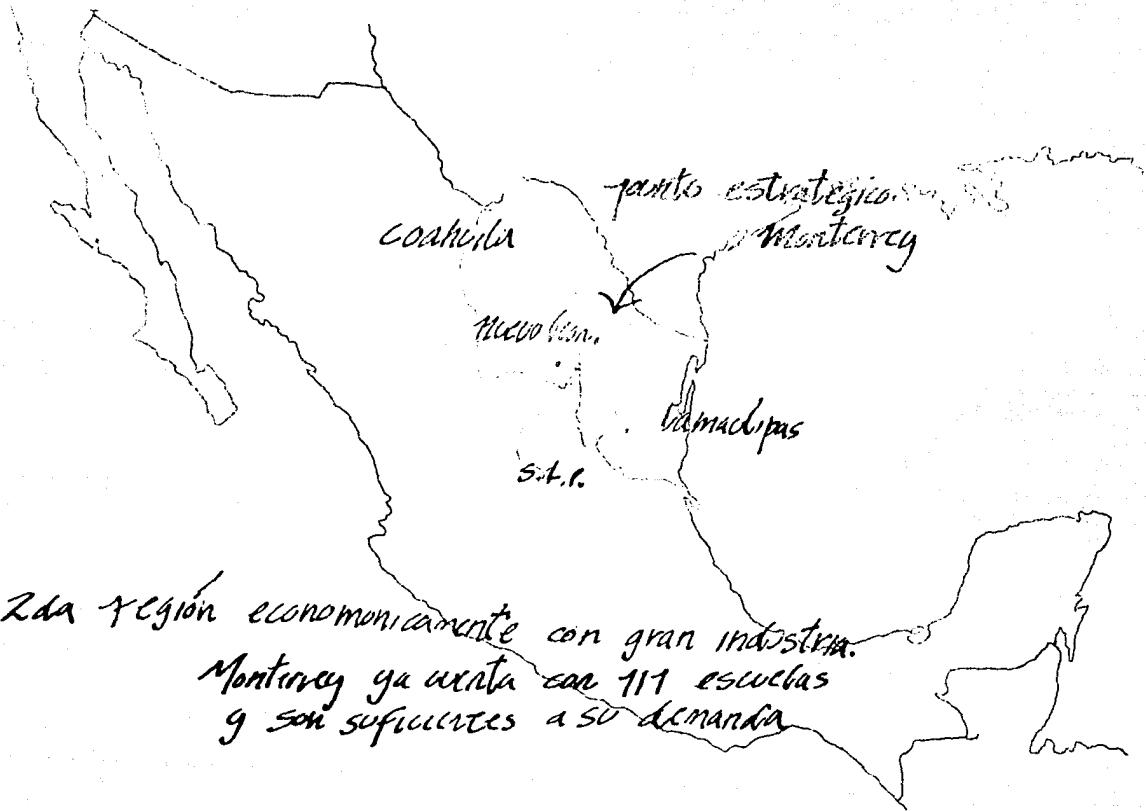 punto estratégico.
Monterrey
Coahuila
nuevo leon.
tamaulipas
S.L.P.
2da región economonicamente con gran industria.
Monterrey ya cuenta con 111 escuelas
y son suficientes a su demanda